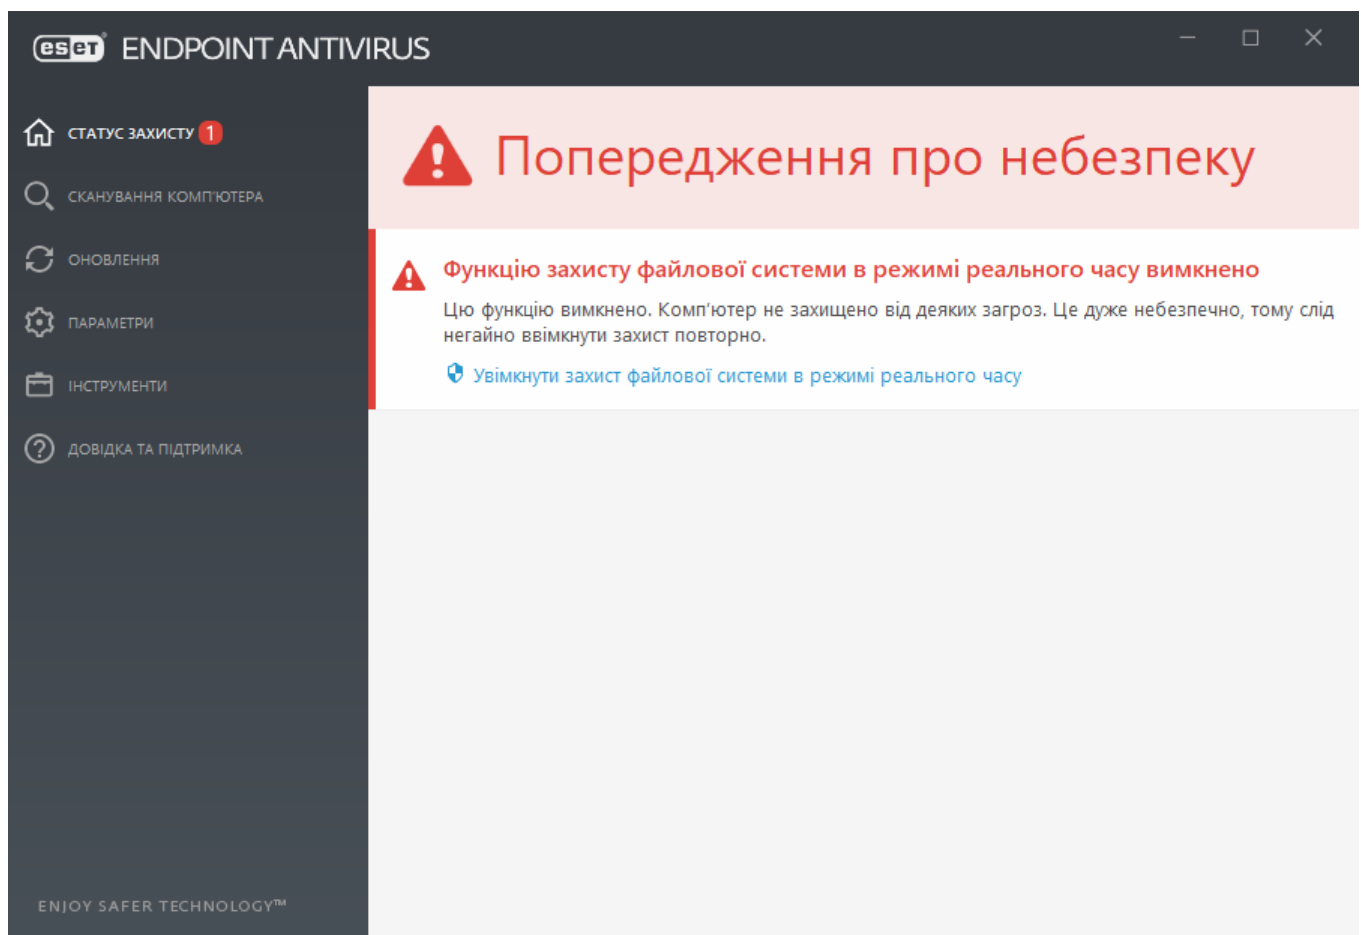 eset ENDPOINT ANTIVIRUS
СТАТУС ЗАХИСТУ 1
СКАНУВАННЯ КОМП'ЮТЕРА
ОНОВЛЕННЯ
ПАРАМЕТРИ
ІНСТРУМЕНТИ
ДОВІДКА ТА ПІДТРИМКА
ENJOY SAFER TECHNOLOGY™
Попередження про небезпеку
Функцію захисту файлової системи в режимі реального часу вимкнено
Цю функцію вимкнено. Комп'ютер не захищено від деяких загроз. Це дуже небезпечно, тому слід
негайно ввімкнути захист повторно.
Увімкнути захист файлової системи в режимі реального часу